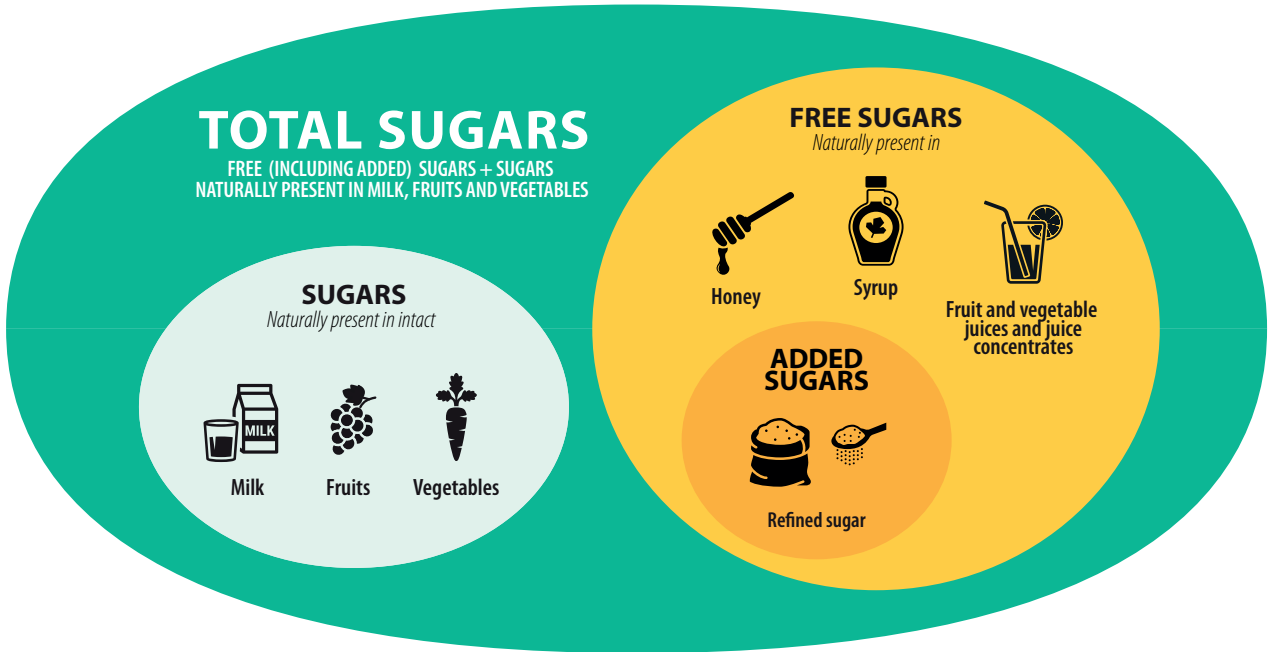 TOTAL SUGARS
FREE (INCLUDING ADDED) SUGARS + SUGARS
NATURALLY PRESENT IN MILK, FRUITS AND VEGETABLES
SUGARS
Naturally present in intact
MILK
Milk
Fruits
Vegetables
FREE SUGARS
Naturally present in
Honey
Syrup
Fruit and vegetable
juices and juice
concentrates
ADDED
SUGARS
Refined sugar